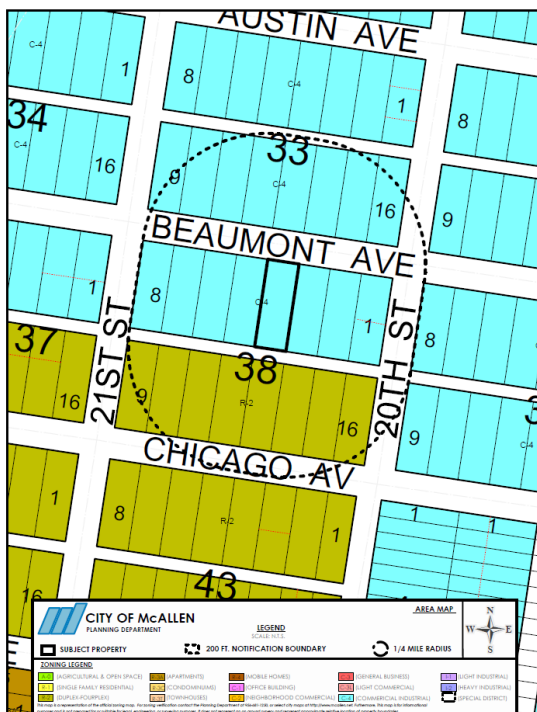 AUSTIN AVE
C-4
1
8
C-4
1
8
34
C-4
16
33
9
C-4
16
9
BEAUMONT AVE
1
8
C-4
1
8
37
16
21ST ST
38
9
R-2
16
20TH ST
9
C-4
CHICAGO AV
1
8
R-2
1
1
1
16
43
CITY OF McALLEN
PLANNING DEPARTMENT
LEGEND
SCALE: N.T.S.
AREA MAP
N
W E
S
SUBJECT PROPERTY
200 FT. NOTIFICATION BOUNDARY
1/4 MILE RADIUS
ZONING LEGEND
(AGRICULTURAL & OPEN SPACE)
(APARTMENTS)
(MOBILE HOMES)
(GENERAL BUSINESS)
(LIGHT INDUSTRIAL)
(SINGLE FAMILY RESIDENTIAL)
(CONDOMINIUMS)
(OFFICE BUILDING)
(LIGHT COMMERCIAL)
(HEAVY INDUSTRIAL)
(DUPLEX-FOURPLEX)
(TOWNHOUSES)
(NEIGHBORHOOD COMMERCIAL)
(COMMERCIAL INDUSTRIAL)
(SPECIAL DISTRICT)